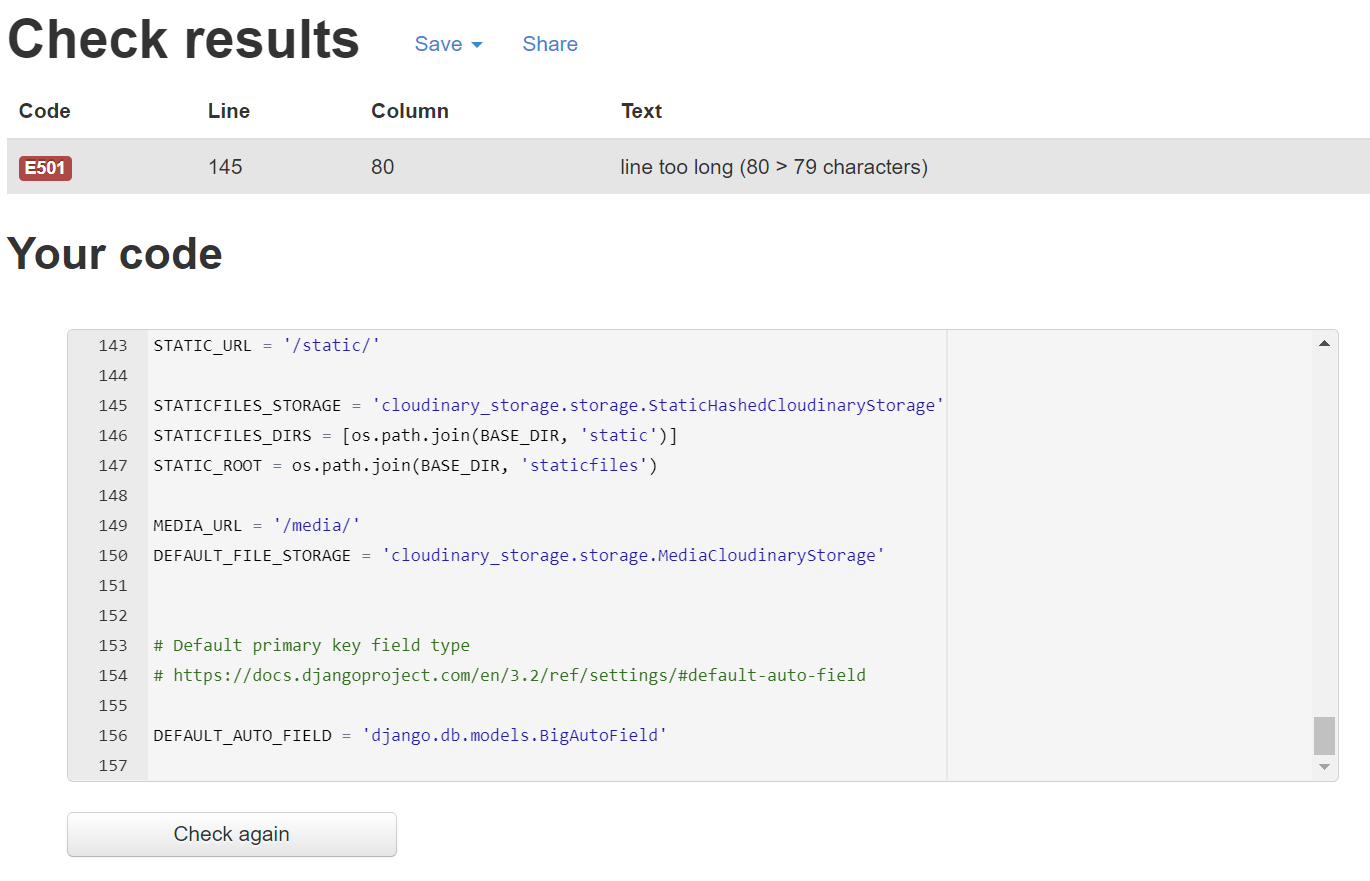 Check results Save Share
Code Line Column Text
E501 145 80 line too long (80 > 79 characters)
Your code
143 STATIC_URL = '/static/'
144
145 STATICFILES_STORAGE = 'cloudinary_storage.storage.StaticHashedCloudinaryStorage'
146 STATICFILES_DIRS = [os.path.join(BASE_DIR, 'static')]
147 STATIC_ROOT = os.path.join(BASE_DIR, 'staticfiles')
148
149 MEDIA_URL = '/media/'
150 DEFAULT_FILE_STORAGE = 'cloudinary_storage.storage.MediaCloudinaryStorage'
151
152
153 # Default primary key field type
154 # https://docs.djangoproject.com/en/3.2/ref/settings/#default-auto-field
155
156 DEFAULT_AUTO_FIELD = 'django.db.models.BigAutoField'
157
Check again